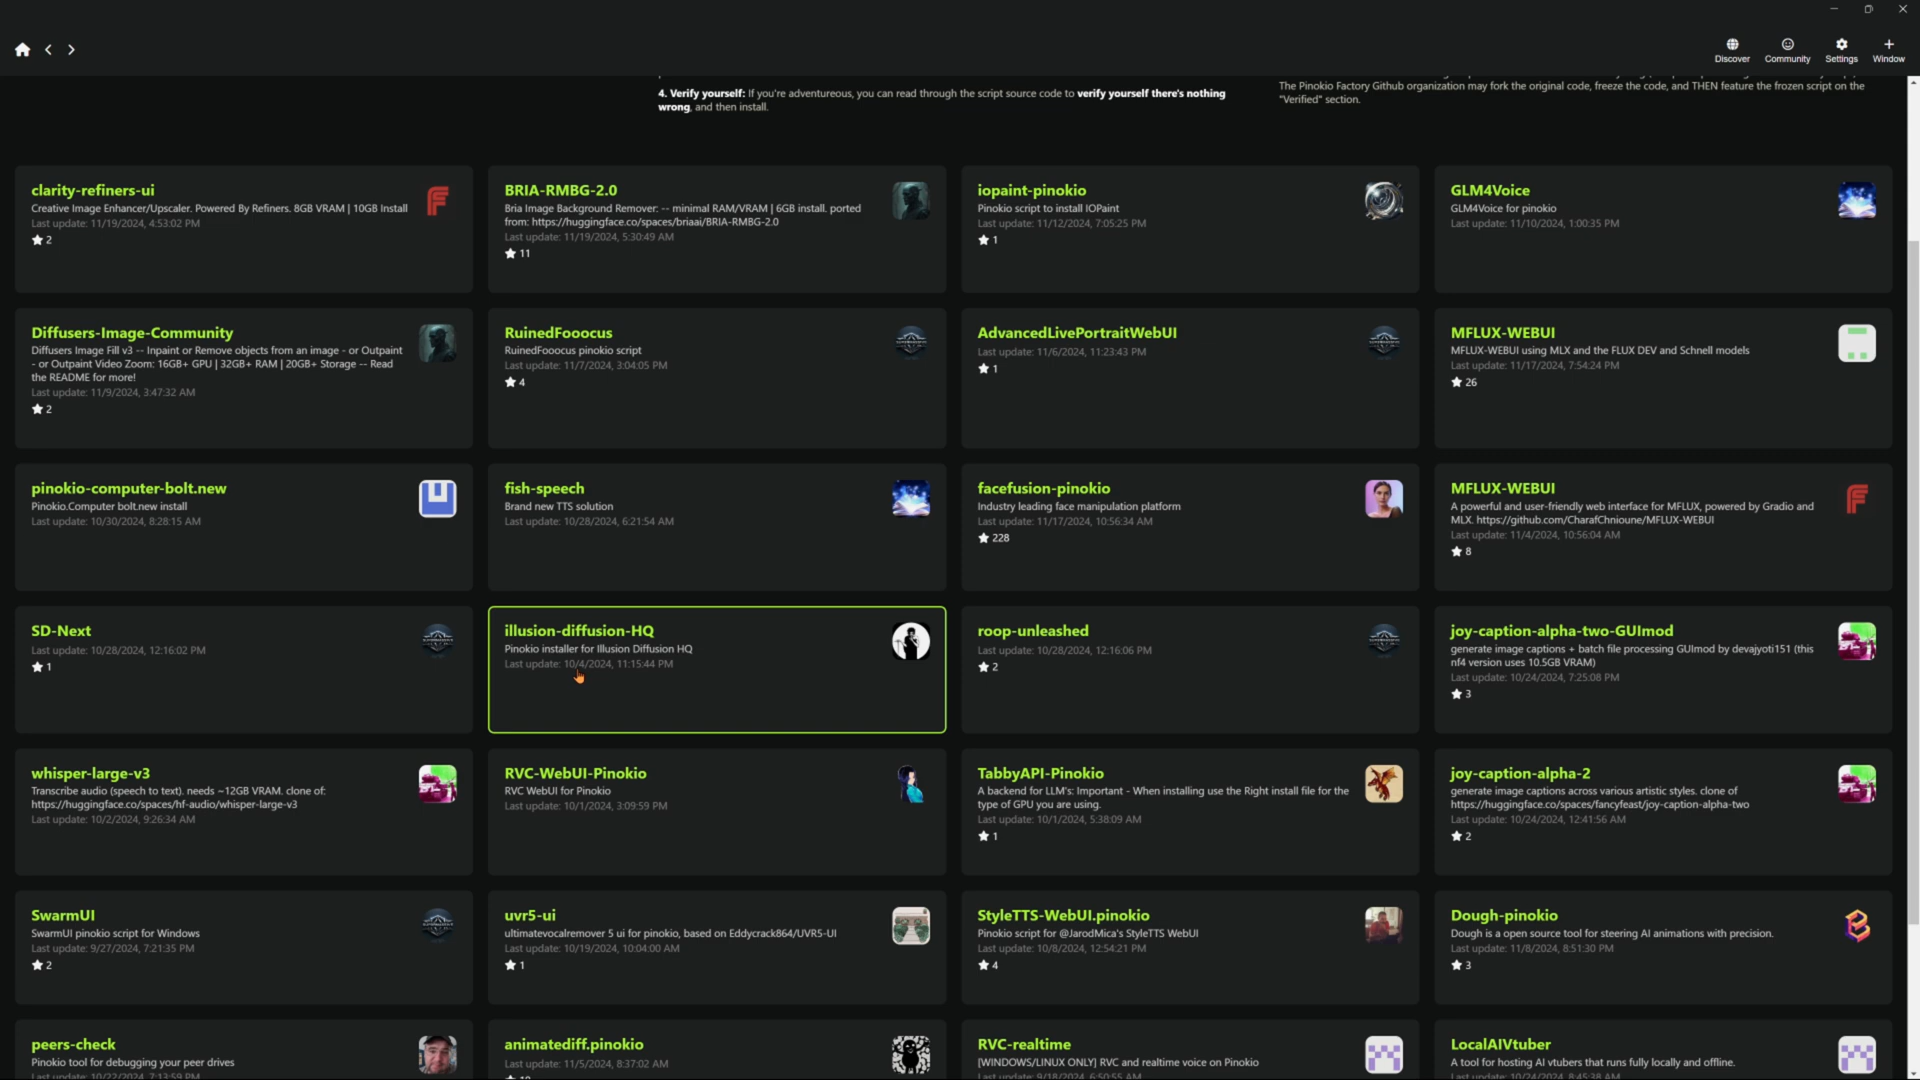 Discover
Community
Settings
Window
4. Verify yourself: If you're adventureous, you can read through the script source code to verify yourself there's nothing
wrong, and then install.
The Pinokio Factory Github organization may fork the original code, freeze the code, and THEN feature the frozen script on the
"Verified" section.
clarity-refiners-ui
Creative Image Enhancer/Upscaler. Powered By Refiners. 8GB VRAM | 10GB Install
Last update: 11/19/2024, 4:53:02 PM
2
BRIA-RMBG-2.0
Bria Image Background Remover: -- minimal RAM/VRAM | 6GB install. ported
from: https://huggingface.co/spaces/briaai/BRIA-RMBG-2.0
Last update: 11/19/2024, 5:30:49 AM
11
iopaint-pinokio
Pinokio script to install IOPaint
Last update: 11/12/2024, 7:05:25 PM
1
GLM4Voice
GLM4Voice for pinokio
Last update: 11/10/2024, 1:00:35 PM
Diffusers-Image-Community
Diffusers Image Fill v3 -- Inpaint or Remove objects from an image - or Outpaint
- or Outpaint Video Zoom: 16GB+ GPU | 32GB+ RAM | 20GB+ Storage -- Read
the README for more!
Last update: 11/9/2024, 3:47:32 AM
2
RuinedFooocus
RuinedFooocus pinokio script
Last update: 11/7/2024, 3:04:05 PM
4
AdvancedLivePortraitWebUI
Last update: 11/6/2024, 11:23:43 PM
1
MFLUX-WEBUI
MFLUX-WEBUI using MLX and the FLUX DEV and Schnell models
Last update: 11/17/2024, 7:54:24 PM
26
pinokio-computer-bolt.new
Pinokio.Computer bolt.new install
Last update: 10/30/2024, 8:28:15 AM
fish-speech
Brand new TTS solution
Last update: 10/28/2024, 6:21:54 AM
facefusion-pinokio
Industry leading face manipulation platform
Last update: 11/17/2024, 10:56:34 AM
228
MFLUX-WEBUI
A powerful and user-friendly web interface for MFLUX, powered by Gradio and
MLX. https://github.com/CharafChnioune/MFLUX-WEBUI
Last update: 11/4/2024, 10:56:04 AM
8
SD-Next
Last update: 10/28/2024, 12:16:02 PM
1
illusion-diffusion-HQ
Pinokio installer for Illusion Diffusion HQ
Last update: 10/4/2024, 11:15:44 PM
roop-unleashed
Last update: 10/28/2024, 12:16:06 PM
2
joy-caption-alpha-two-GUImod
generate image captions + batch file processing GUImod by devajyoti151 (this
nf4 version uses 10.5GB VRAM)
Last update: 10/24/2024, 7:25:08 PM
3
whisper-large-v3
Transcribe audio (speech to text). needs ~12GB VRAM. clone of:
https://huggingface.co/spaces/hf-audio/whisper-large-v3
Last update: 10/2/2024, 9:26:34 AM
RVC-WebUI-Pinokio
RVC WebUI for Pinokio
Last update: 10/1/2024, 3:09:59 PM
TabbyAPI-Pinokio
A backend for LLM's: Important - When installing use the Right install file for the
type of GPU you are using.
Last update: 10/1/2024, 5:38:09 AM
1
joy-caption-alpha-2
generate image captions across various artistic styles. clone of
https://huggingface.co/spaces/fancyfeast/joy-caption-alpha-two
Last update: 10/24/2024, 12:41:56 AM
2
SwarmUI
SwarmUI pinokio script for Windows
Last update: 9/27/2024, 7:21:35 PM
2
uvr5-ui
ultimatevocalremover 5 ui for pinokio, based on Eddycrack864/UVR5-UI
Last update: 10/19/2024, 10:04:00 AM
1
StyleTTS-WebUI.pinokio
Pinokio script for @JarodMica's StyleTTS WebUI
Last update: 10/8/2024, 12:54:21 PM
4
Dough-pinokio
Dough is a open source tool for steering AI animations with precision.
Last update: 11/8/2024, 8:51:30 PM
3
peers-check
Pinokio tool for debugging your peer drives
Last update: 10/22/2024, 7:13:59 PM
animatediff.pinokio
Last update: 11/5/2024, 8:37:02 AM
RVC-realtime
[WINDOWS/LINUX ONLY] RVC and realtime voice on Pinokio
Last update: 9/18/2024, 6:50:55 AM
LocalAIVtuber
A tool for hosting AI vtubers that runs fully locally and offline.
Last update: 10/24/2024, 8:45:38 AM